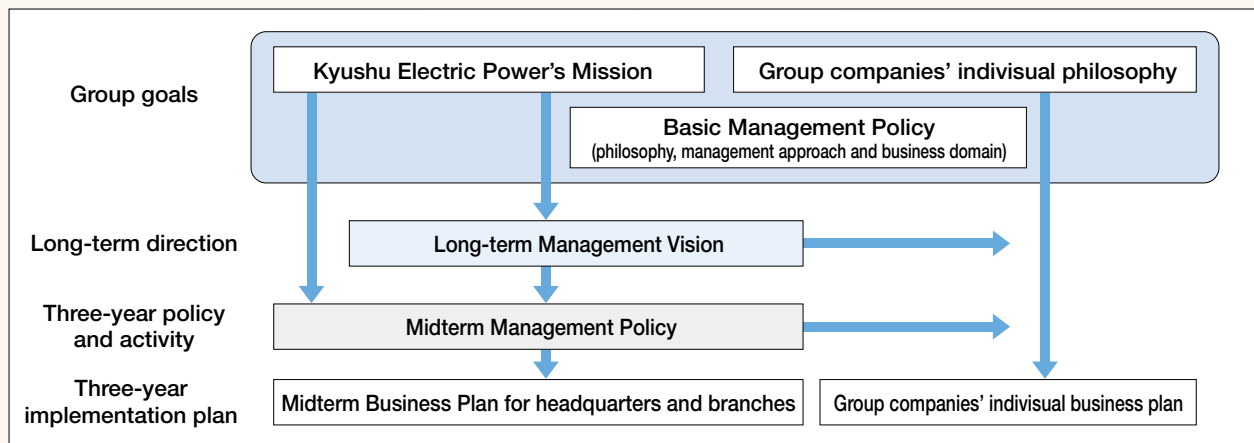 Group goals
Kyushu Electric Power's Mission
Group companies' indivisual philosophy
Basic Management Policy
(philosophy, management approach and business domain)
Long-term direction
Long-term Management Vision
Three-year policy
and activity
Midterm Management Policy
Three-year
implementation plan
Midterm Business Plan for headquarters and branches
Group companies' indivisual business plan